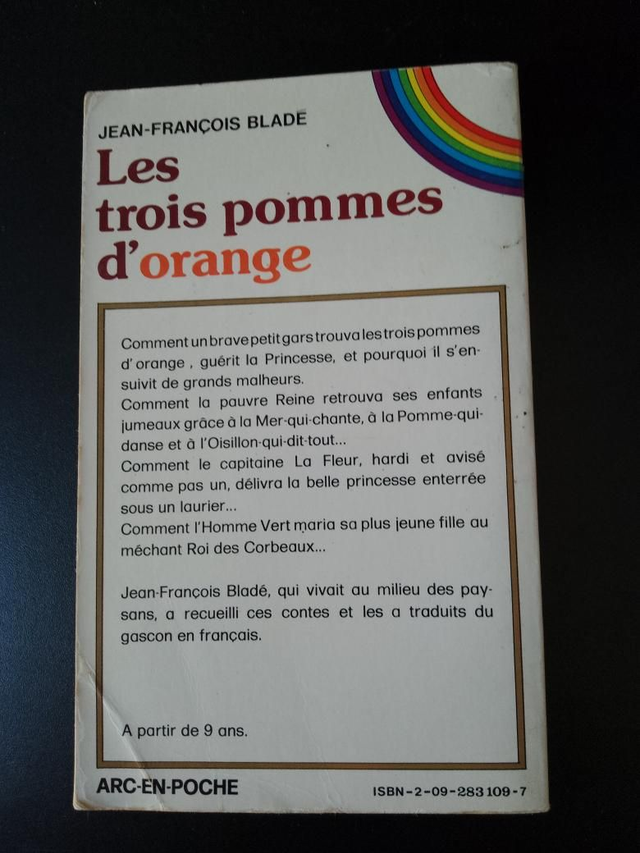 JEAN-FRANÇOIS BLADÉ
Les
trois pommes
d'orange
Comment un brave petit gars trouva les trois pommes
d'orange, guérit la Princesse, et pourquoi il s'en-
suivit de grands malheurs.
Comment la pauvre Reine retrouva ses enfants
jumeaux grâce à la Mer-qui-chante, à la Pomme-qui-
danse et à l'Oisillon-qui-dit-tout...
Comment le capitaine La Fleur, hardi et avisé
comme pas un, délivra la belle princesse enterrée
sous un laurier...
Comment l'Homme Vert maria sa plus jeune fille au
méchant Roi des Corbeaux...
Jean-François Bladé, qui vivait au milieu des pay-
sans, a recueilli ces contes et les a traduits du
gascon en français.
A partir de 9 ans.
ARC-EN-POCHE
ISBN-2-09-283109-7